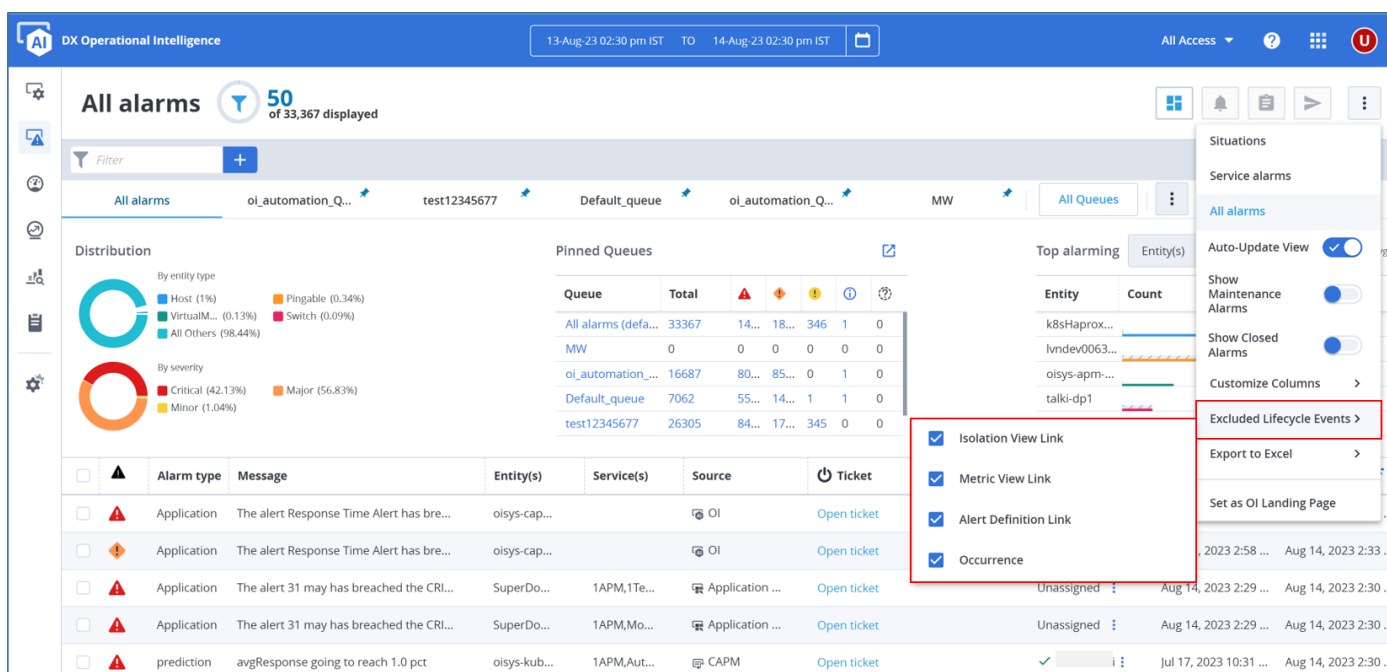 AI DX Operational Intelligence 13-Aug-23 02:30 pm IST TO 14-Aug-23 02:30 pm IST All Access ? U
All alarms 50
of 33,367 displayed
Filter +
All alarms oi_automation_Q... test12345677 Default_queue oi_automation_Q... MW All Queues
Situations
Service alarms
All alarms
Auto-Update View
Show
Maintenance
Alarms
Show Closed
Alarms
Customize Columns
Excluded Lifecycle Events
Export to Excel
Set as OI Landing Page
Distribution
By entity type
Host (1%) Pingable (0.34%)
VirtualM... (0.13%) Switch (0.09%)
All Others (98.44%)
By severity
Critical (42.13%) Major (56.83%)
Minor (1.04%)
Pinned Queues
Queue Total
All alarms (defa... 33367 14... 18... 346 1 0
MW 0 0 0 0 0 0
oi_automation_... 16687 80... 85... 0 1 0
Default_queue 7062 55... 14... 1 1 0
test12345677 26305 84... 17... 345 0 0
Top alarming Entity(s)
Entity Count
k8sHaprox...
lvndev0063...
oisys-apm-...
talki-dp1
Isolation View Link
Metric View Link
Alert Definition Link
Occurrence
Alarm type Message Entity(s) Service(s) Source Ticket
Application The alert Response Time Alert has bre... oisys-cap... OI Open ticket
Application The alert Response Time Alert has bre... oisys-cap... OI Open ticket , 2023 2:58 ... Aug 14, 2023 2:33 .
Application The alert 31 may has breached the CRI... SuperDo... 1APM,1Te... Application ... Open ticket Unassigned Aug 14, 2023 2:29 ... Aug 14, 2023 2:30 .
Application The alert 31 may has breached the CRI... SuperDo... 1APM,Mo... Application ... Open ticket Unassigned Aug 14, 2023 2:29 ... Aug 14, 2023 2:30 .
prediction avgResponse going to reach 1.0 pct oisys-kub... 1APM,Aut... CAPM Open ticket i Jul 17, 2023 10:31 ... Aug 14, 2023 2:30 .